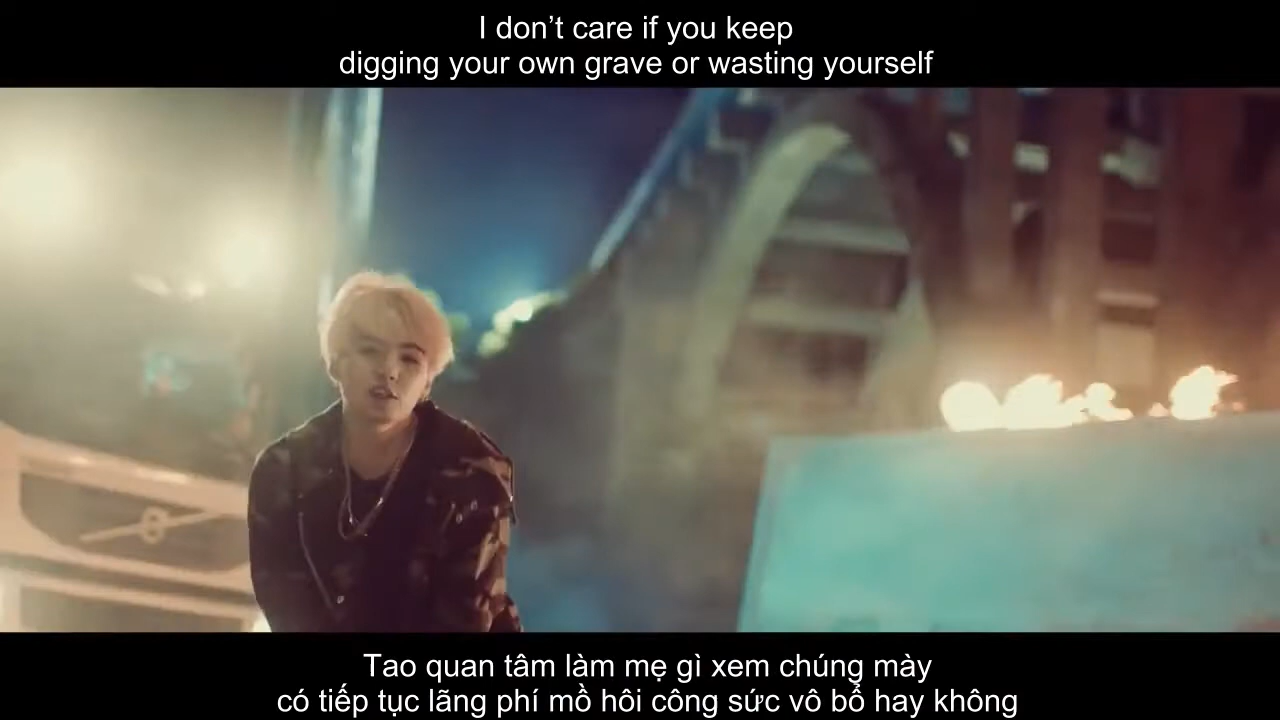 I don’t care if you keep
digging your own grave or wasting yourself
Tao quan tâm làm mẹ gì xem chúng mày
có tiếp tục lãng phí mồ hôi công sức vô bổ hay không